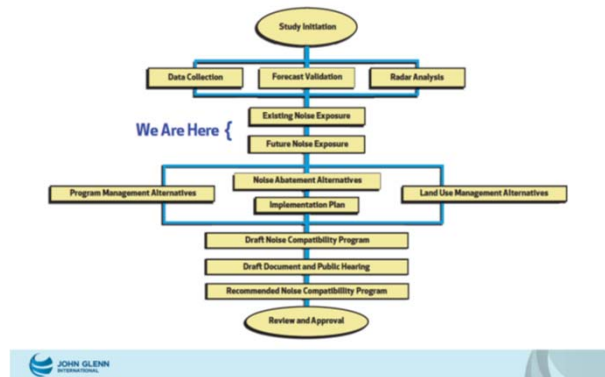 Study Initiation
Data Collection
Forecast Validation
Radar Analysis
Existing Noise Exposure
We Are Here {
Future Noise Exposure
Noise Abatement Alternatives
Program Management Alternatives
Land Use Management Alternatives
Implementation Plan
Draft Noise Compatibility Program
Draft Document and Public Hearing
Recommended Noise Compatibility Program
Review and Approval
JOHN GLENN
INTERNATIONAL